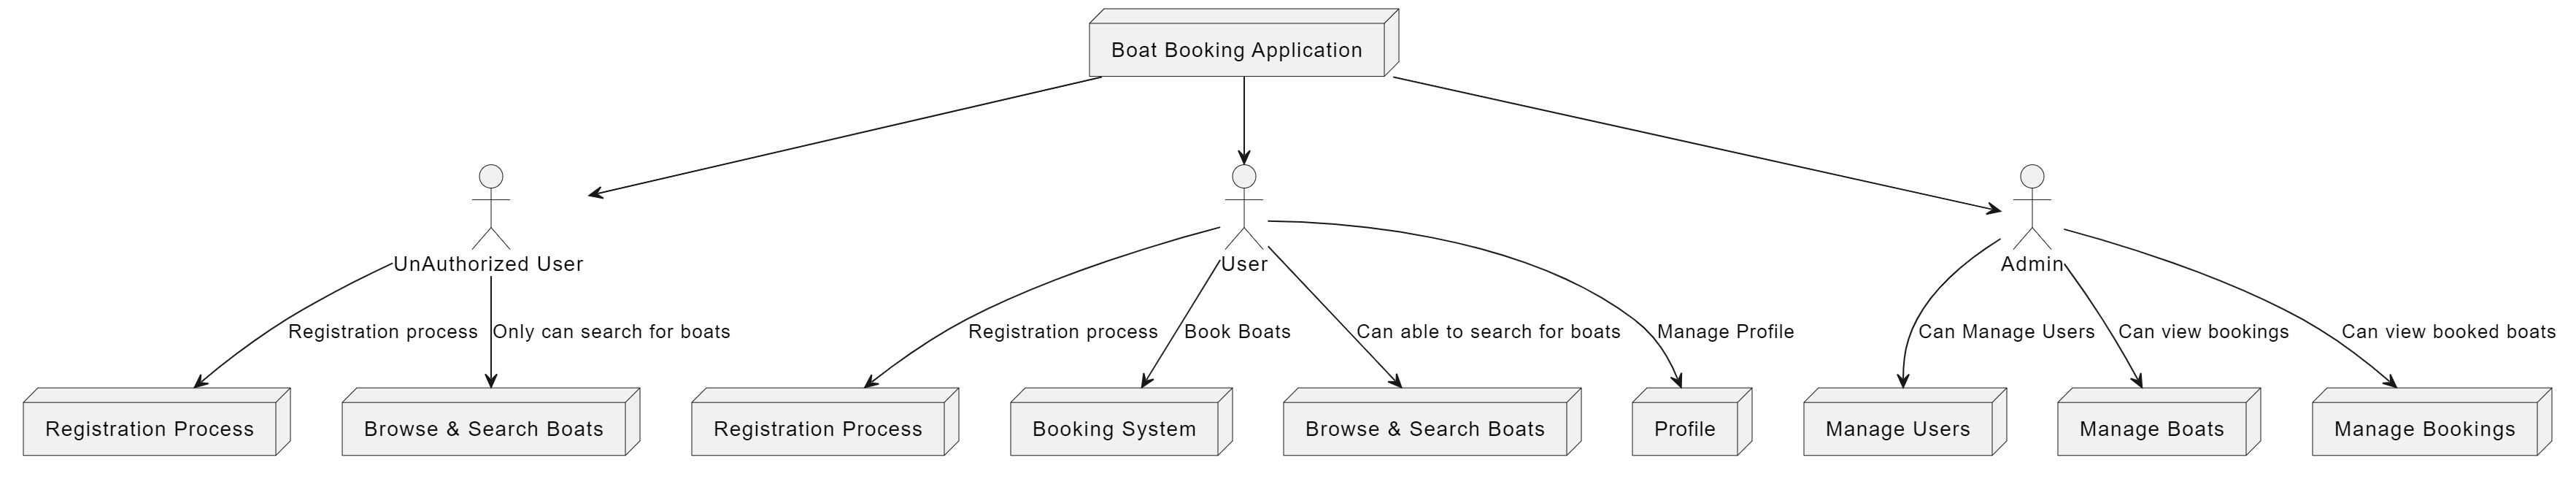 Boat Booking Application
UnAuthorized User
User
Admin
Registration process
Only can search for boats
Registration process
Book Boats
Can able to search for boats
Manage Profile
Can Manage Users
Can view bookings
Can view booked boats
Registration Process
Browse & Search Boats
Registration Process
Booking System
Browse & Search Boats
Profile
Manage Users
Manage Boats
Manage Bookings